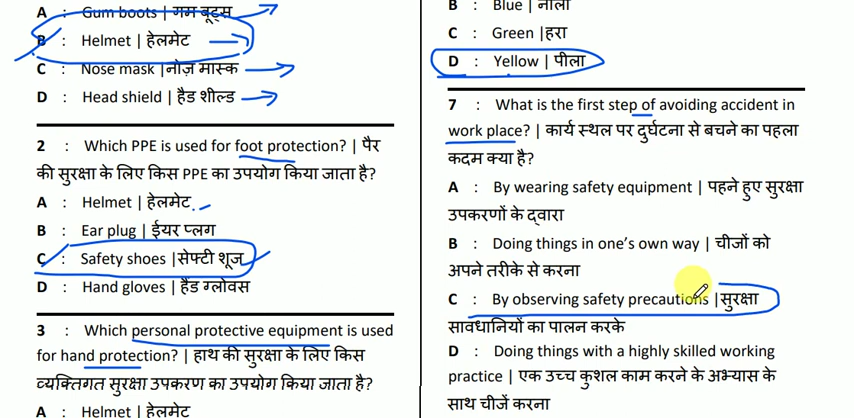 A : Gum boots | गम बूट्स
B : Helmet | हेलमेट
C : Nose mask |नोज़ मास्क
D : Head shield | हैड शील्ड
2 : Which PPE is used for foot protection? | पैर
की सुरक्षा के लिए किस PPE का उपयोग किया जाता है?
A : Helmet | हेलमेट
B : Ear plug | ईयर प्लग
C : Safety shoes |सेफ्टी शूज
D : Hand gloves | हैंड ग्लोवस
3 : Which personal protective equipment is used
for hand protection? | हाथ की सुरक्षा के लिए किस
व्यक्तिगत सुरक्षा उपकरण का उपयोग किया जाता है?
A : Helmet | हेलमेट
B : Blue | नीला
C : Green |हरा
D : Yellow | पीला
7 : What is the first step of avoiding accident in
work place? | कार्य स्थल पर दुर्घटना से बचने का पहला
कदम क्या है?
A : By wearing safety equipment | पहने हुए सुरक्षा
उपकरणों के द्वारा
B : Doing things in one’s own way | चीजों को
अपने तरीके से करना
C : By observing safety precautions |सुरक्षा
सावधानियों का पालन करके
D : Doing things with a highly skilled working
practice | एक उच्च कुशल काम करने के अभ्यास के
साथ चीजें करना